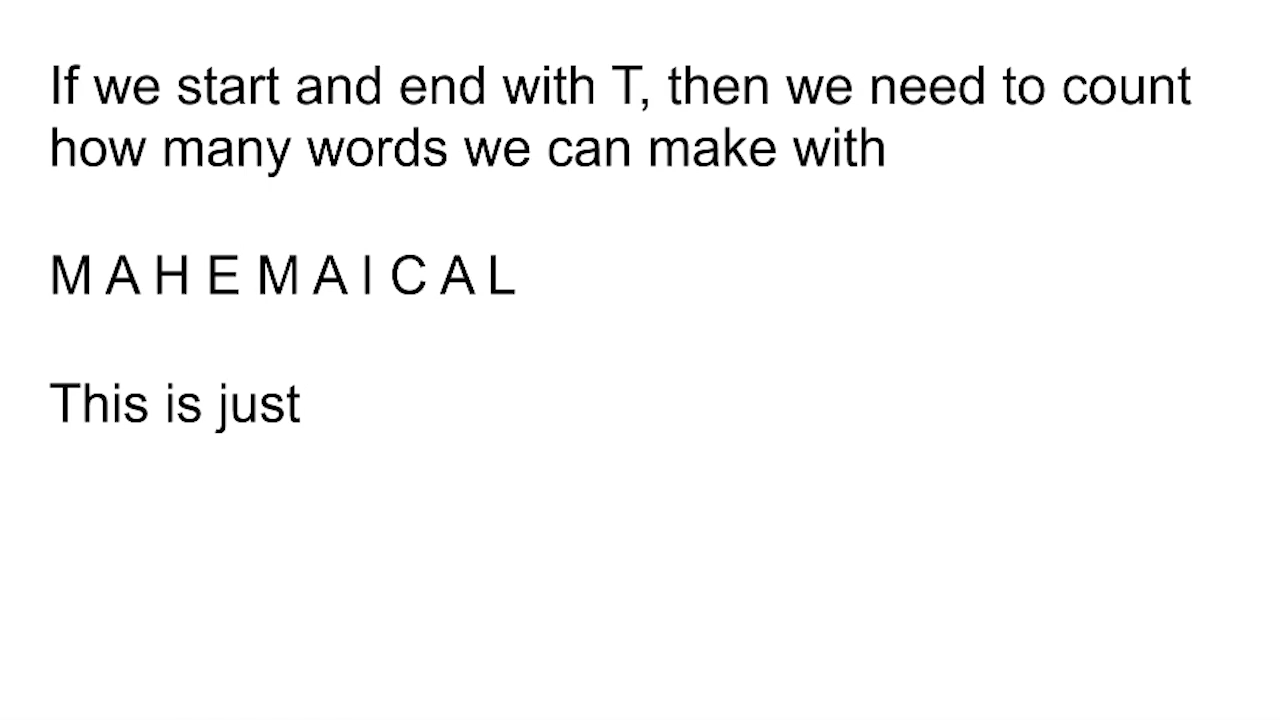 If we start and end with T, then we need to count
how many words we can make with
M A H E M A I C A L
This is just